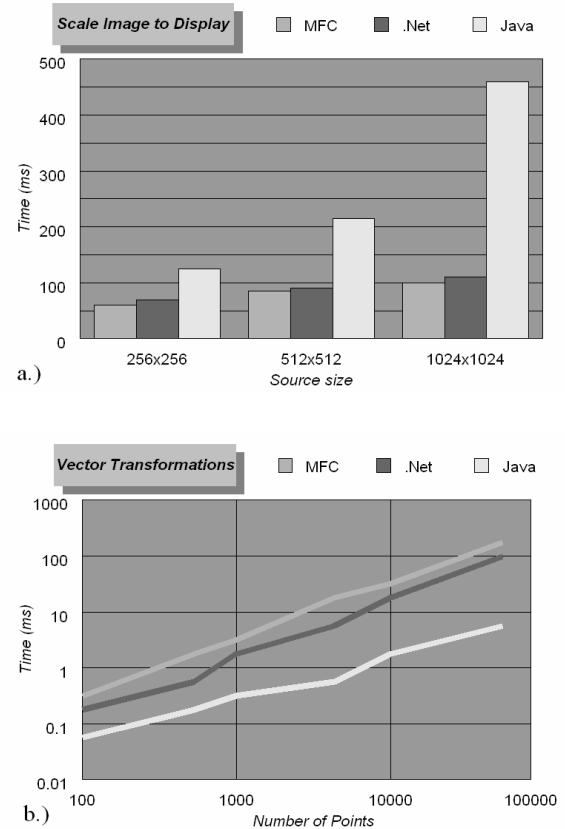 Scale Image to Display
MFC
.Net
Java
500
400
300
200
100
0
Time (ms)
256x256
512x512
1024x1024
Source size
a.)
Vector Transformations
MFC
.Net
Java
1000
100
10
1
0.1
0.01
Time (ms)
100
1000
10000
100000
Number of Points
b.)